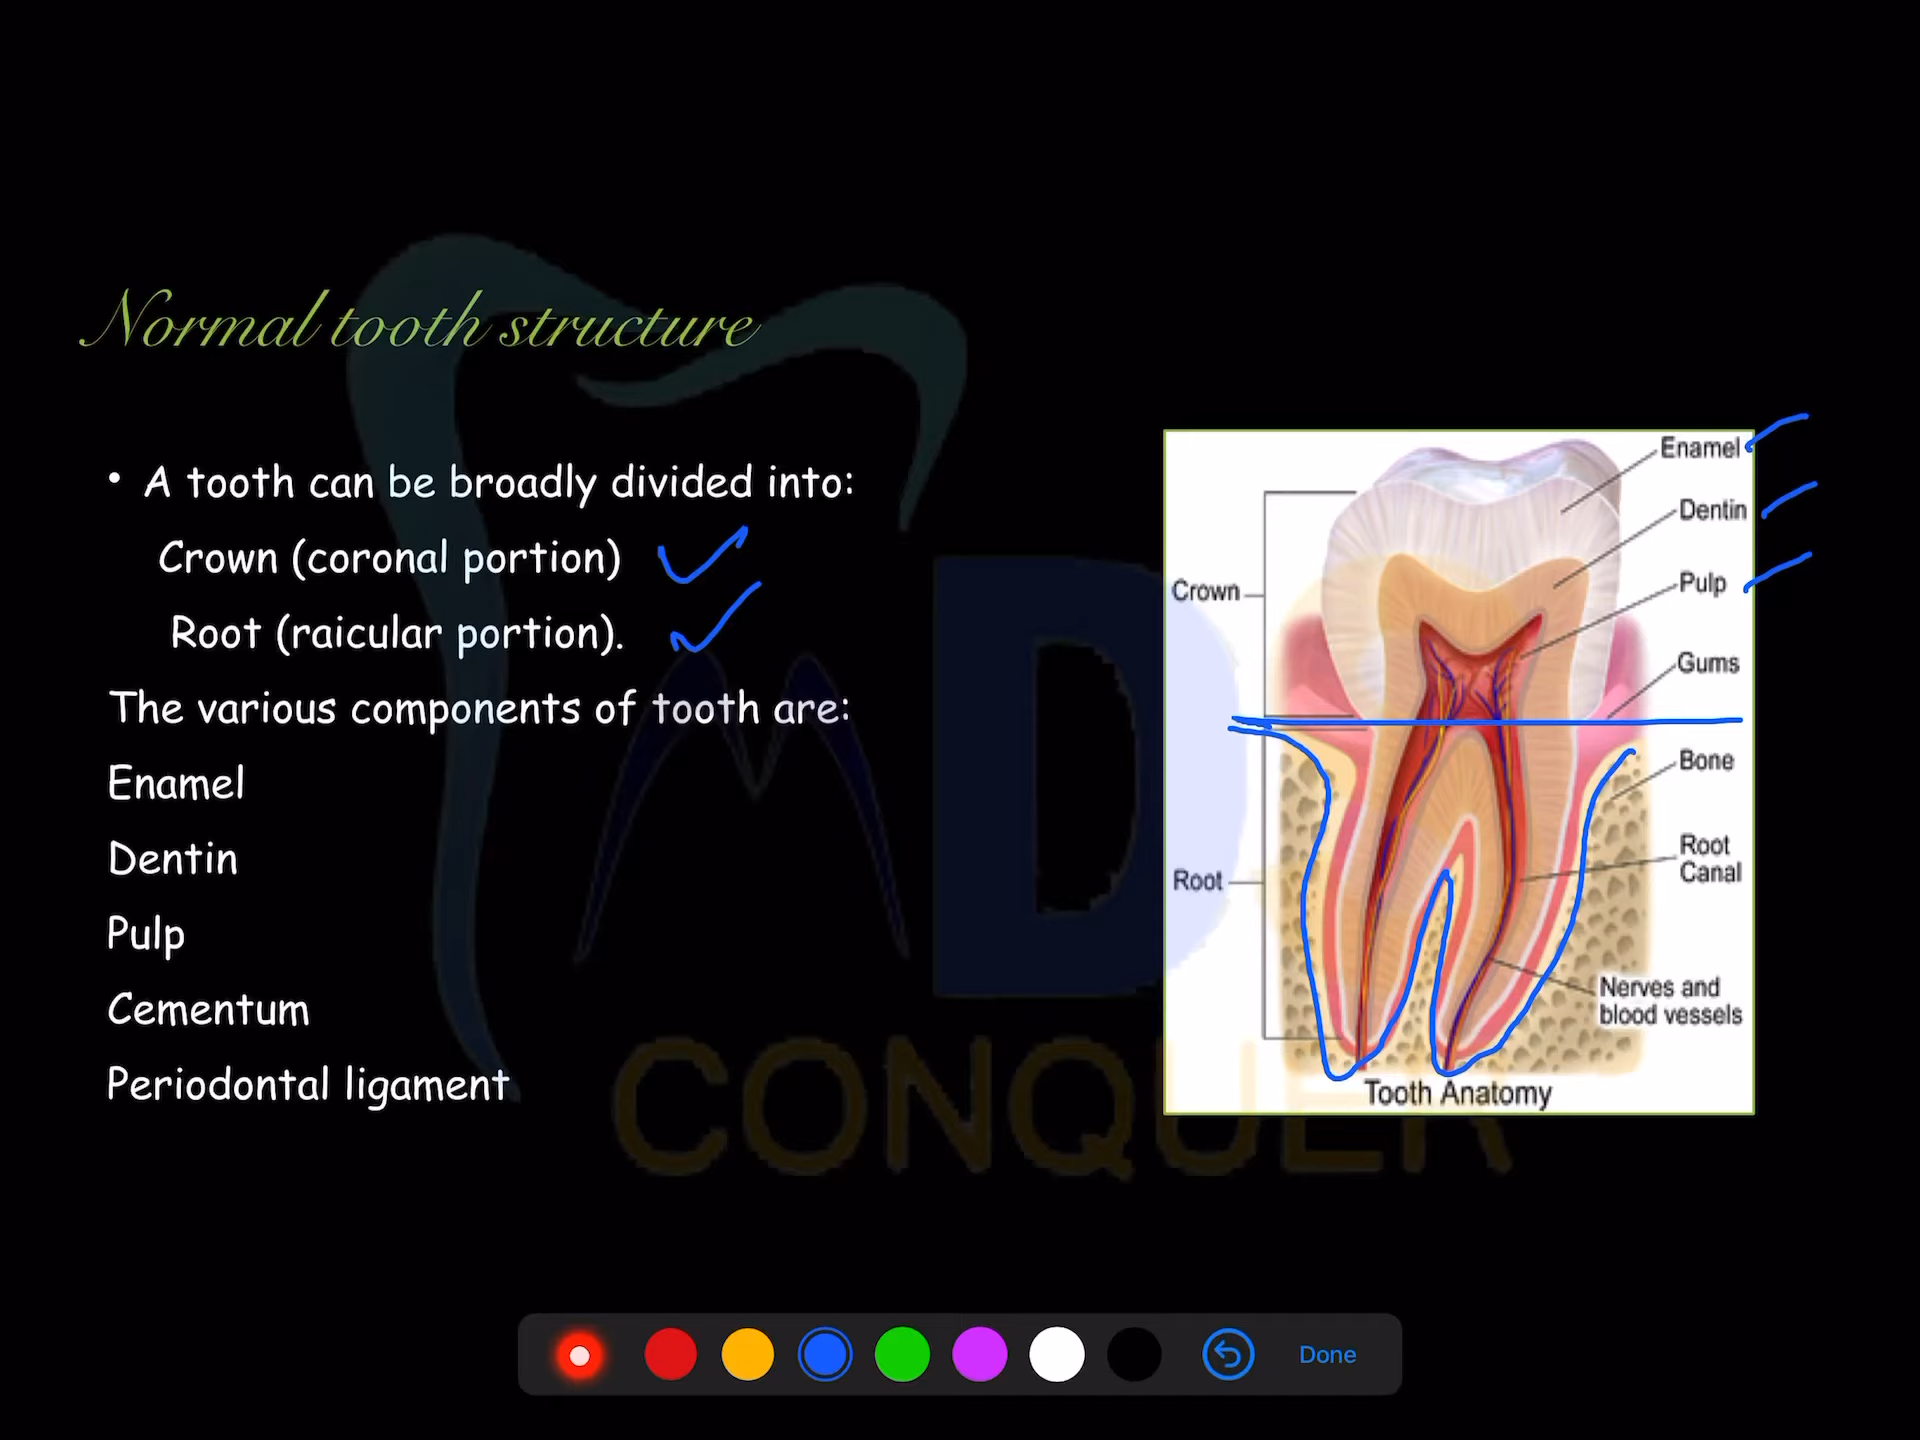 Normal tooth structure
• A tooth can be broadly divided into:
Crown (coronal portion)
Root (raicular portion).
The various components of tooth are:
Enamel
Dentin
Pulp
Cementum
Periodontal ligament
Enamel
Dentin
Pulp
Gums
Bone
Root
Canal
Nerves and
blood vessels
Crown
Root
Tooth Anatomy
MD
CONQUER
Done